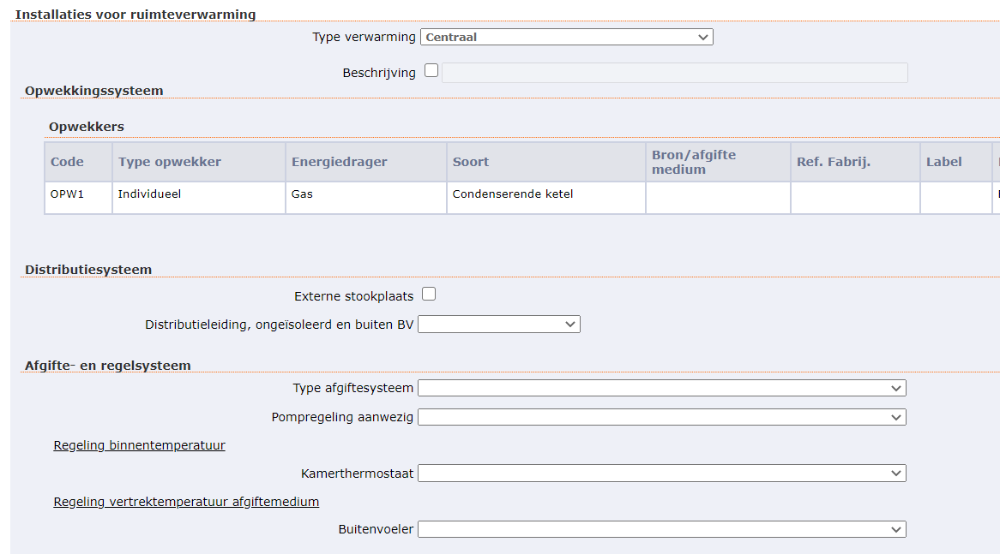 Installaties voor ruimteverwarming
Type verwarming Centraal
Beschrijving
Opwekkingssysteem
Opwekkers
Code Type opwekker Energiedrager Soort Bron/afgifte medium Ref. Fabrij. Label
OPW1 Individueel Gas Condenserende ketel
Distributiesysteem
Externe stookplaats
Distributieleiding, ongeïsoleerd en buiten BV
Afgifte- en regelsysteem
Type afgiftesysteem
Pompregeling aanwezig
Regeling binnentemperatuur
Kamerthermostaat
Regeling vertrektemperatuur afgiftemedium
Buitenvoeler